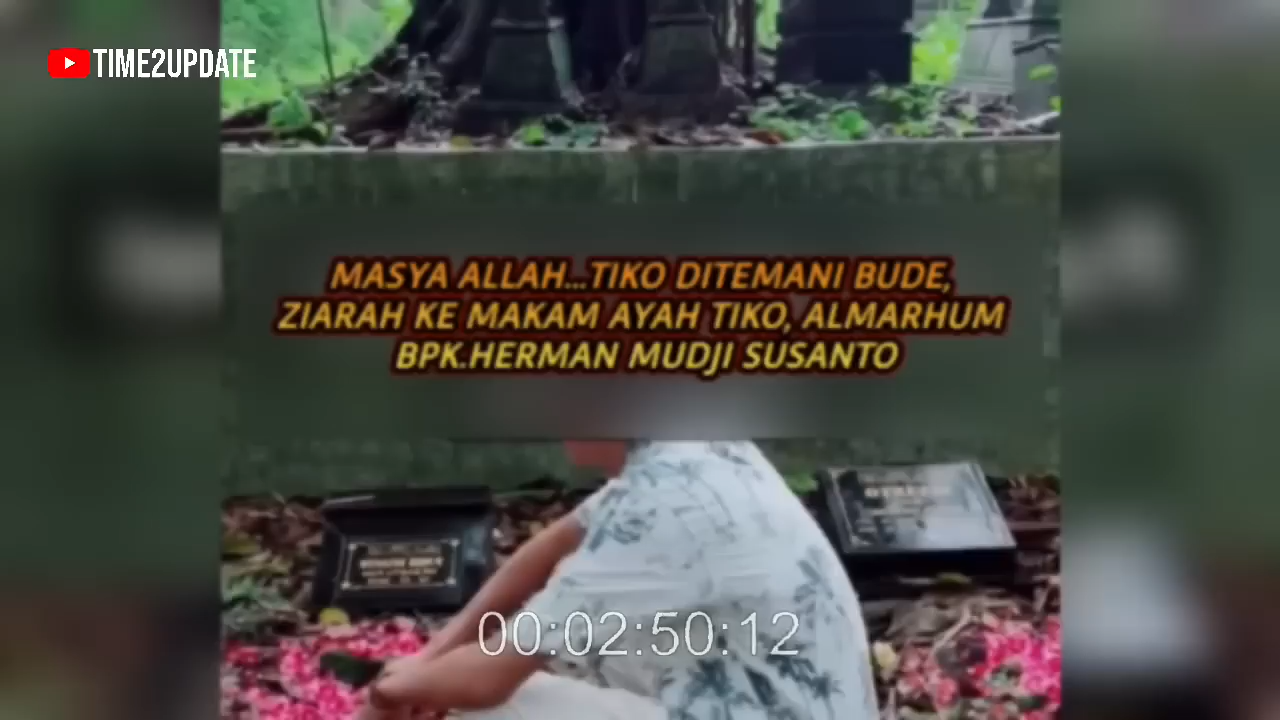 TIME2UPDATE
MASYA ALLAH...TIKO DITEMANI BUDE,
ZIARAH KE MAKAM AYAH TIKO, ALMARHUM
BPK.HERMAN MUDJI SUSANTO
00:02:50:12